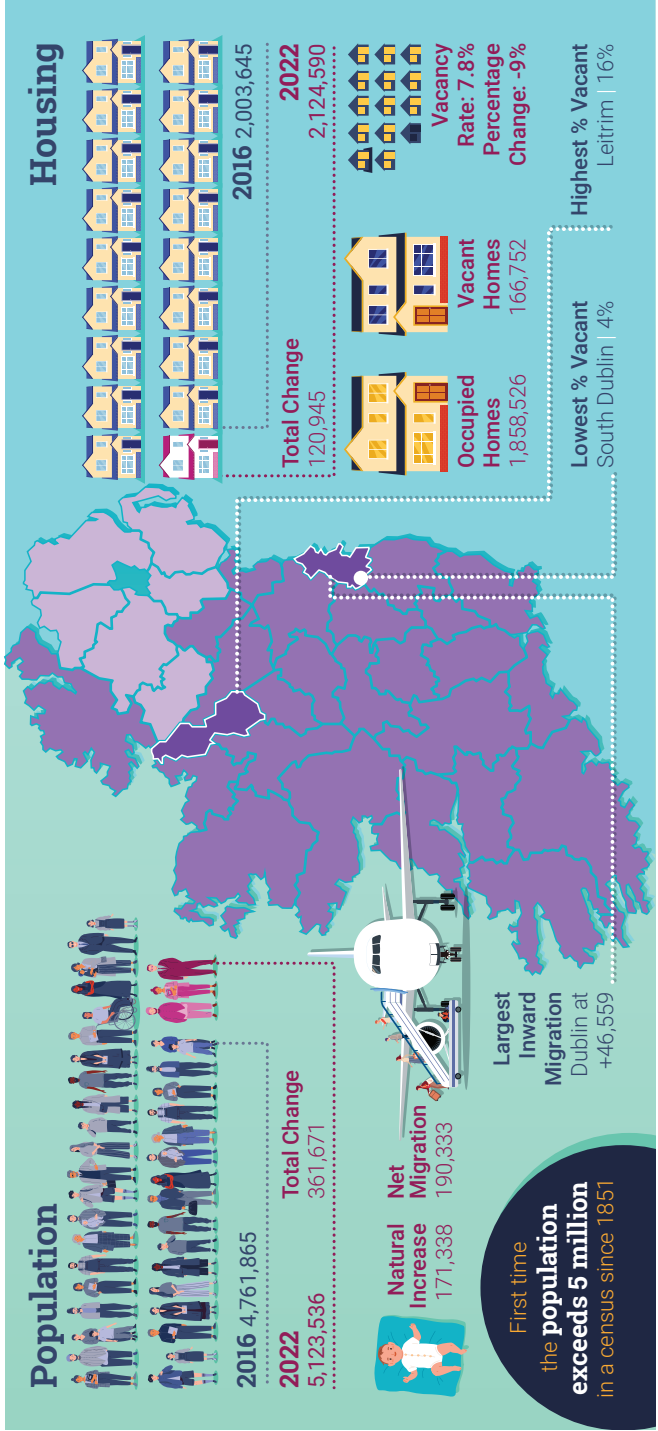 Population
2016 4,761,865
2022
5,123,536
Total Change
361,671
Natural
Increase
171,338
Net
Migration
190,333
First time
the population
exceeds 5 million
in a census since 1851
Largest
Inward
Migration
Dublin at
+46,559
Housing
2016 2,003,645
2022
2,124,590
Total Change
120,945
Occupied
Homes
1,858,526
Vacant
Homes
166,752
Vacancy
Rate: 7.8%
Percentage
Change: -9%
Lowest % Vacant
South Dublin | 4%
Highest % Vacant
Leitrim | 16%